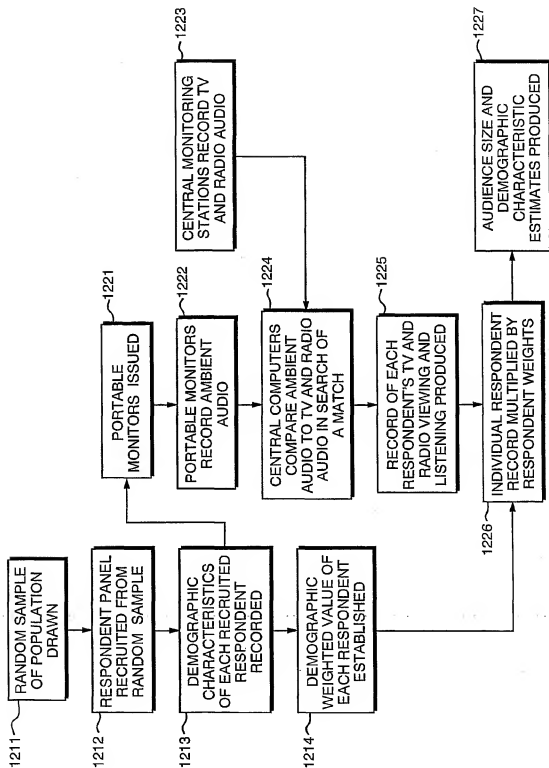 1211
RANDOM SAMPLE
OF POPULATION
DRAWN
1212
RESPONDENT PANEL
RECRUITED FROM
RANDOM SAMPLE
1213
DEMOGRAPHIC
CHARACTERISTICS
OF EACH RECRUITED
RESPONDENT
RECORDED
1214
DEMOGRAPHIC
WEIGHTED VALUE OF
EACH RESPONDENT
ESTABLISHED
1221
PORTABLE
MONITORS ISSUED
1222
PORTABLE MONITORS
RECORD AMBIENT
AUDIO
1223
CENTRAL MONITORING
STATIONS RECORD TV
AND RADIO AUDIO
1224
CENTRAL COMPUTERS
COMPARE AMBIENT
AUDIO TO TV AND RADIO
AUDIO IN SEARCH OF
A MATCH
1225
RECORD OF EACH
RESPONDENT'S TV AND
RADIO VIEWING AND
LISTENING PRODUCED
1226
INDIVIDUAL RESPONDENT
RECORD MULTIPLIED BY
RESPONDENT WEIGHTS
1227
AUDIENCE SIZE AND
DEMOGRAPHIC
CHARACTERISTIC
ESTIMATES PRODUCED